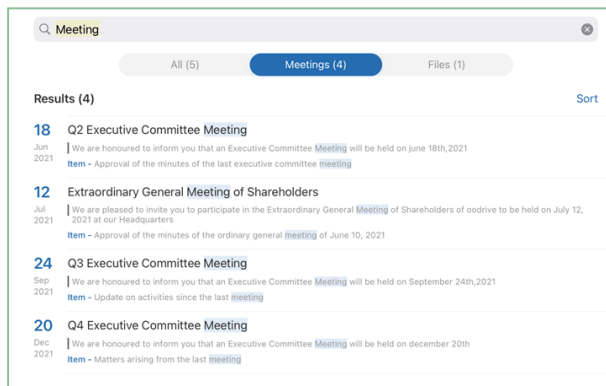 Meeting
All (5)
Meetings (4)
Files (1)
Results (4)
Sort
18
Jun
2021
Q2 Executive Committee Meeting
We are honoured to inform you that an Executive Committee Meeting will be held on june 18th,2021
Item - Approval of the minutes of the last executive committee meeting
12
Jul
2021
Extraordinary General Meeting of Shareholders
We are pleased to invite you to participate in the Extraordinary General Meeting of Shareholders of oodrive to be held on July 12,
2021 at our Headquarters
Item - Approval of the minutes of the ordinary general meeting of June 10, 2021
24
Sep
2021
Q3 Executive Committee Meeting
We are honoured to inform you that an Executive Committee Meeting will be held on September 24th,2021
Item - Update on activities since the last meeting
20
Dec
2021
Q4 Executive Committee Meeting
We are honoured to inform you that an Executive Committee Meeting will be held on december 20th
Item - Matters arising from the last meeting